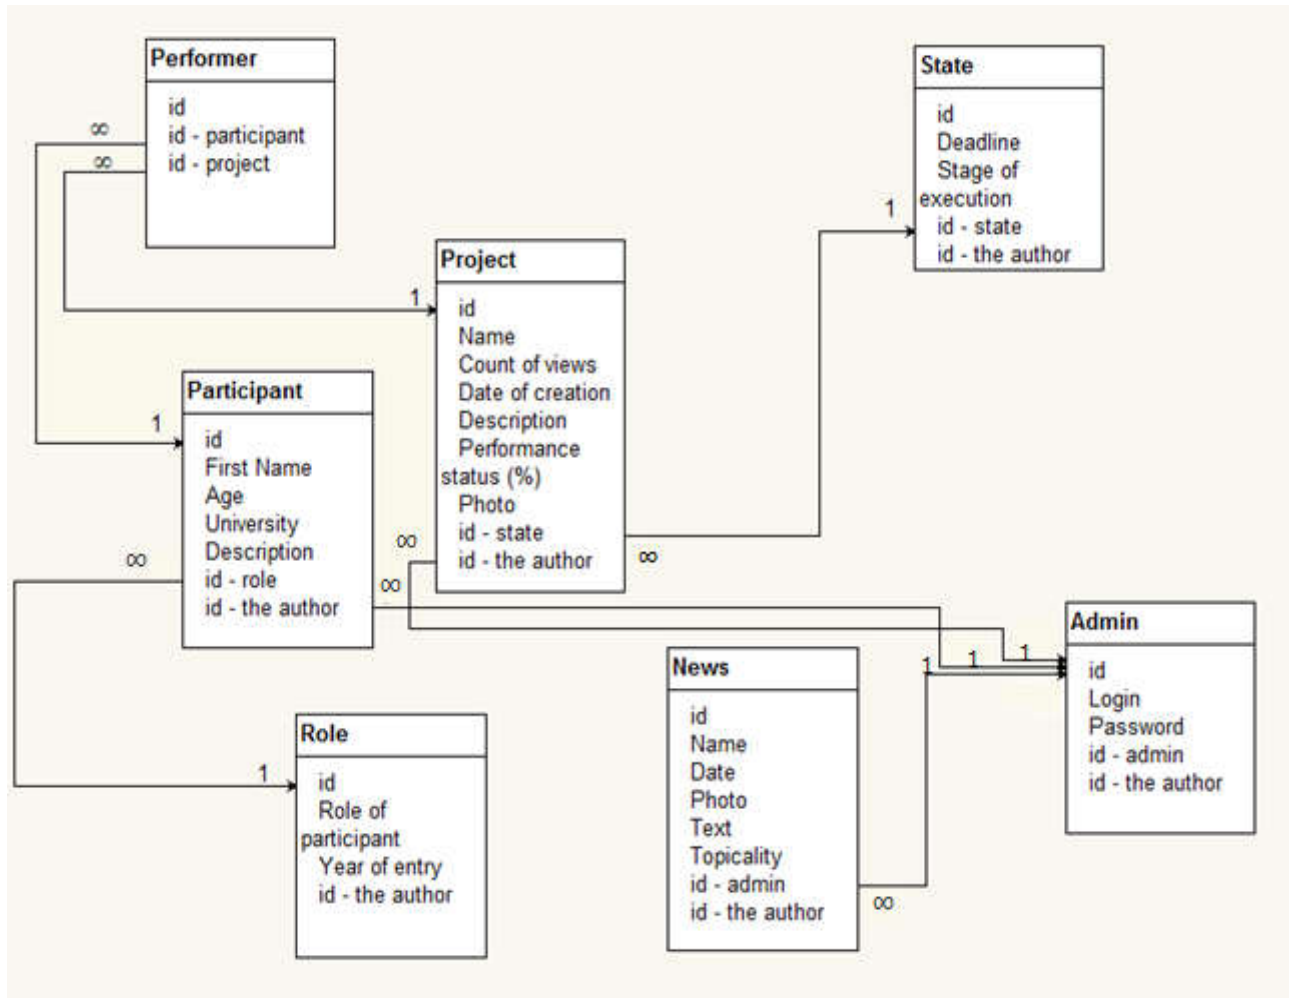 Performer
id
id - participant
id - project
∞
∞
State
id
Deadline
Stage of
execution
id - state
id - the author
1
Project
id
Name
Count of views
Date of creation
Description
Performance
status (%)
Photo
id - state
id - the author
1
∞
∞
Participant
id
First Name
Age
University
Description
id - role
id - the author
1
∞
∞
Admin
id
Login
Password
id - admin
id - the author
1
1
1
News
id
Name
Date
Photo
Text
Topicality
id - admin
id - the author
∞
Role
id
Role of
participant
Year of entry
id - the author
1